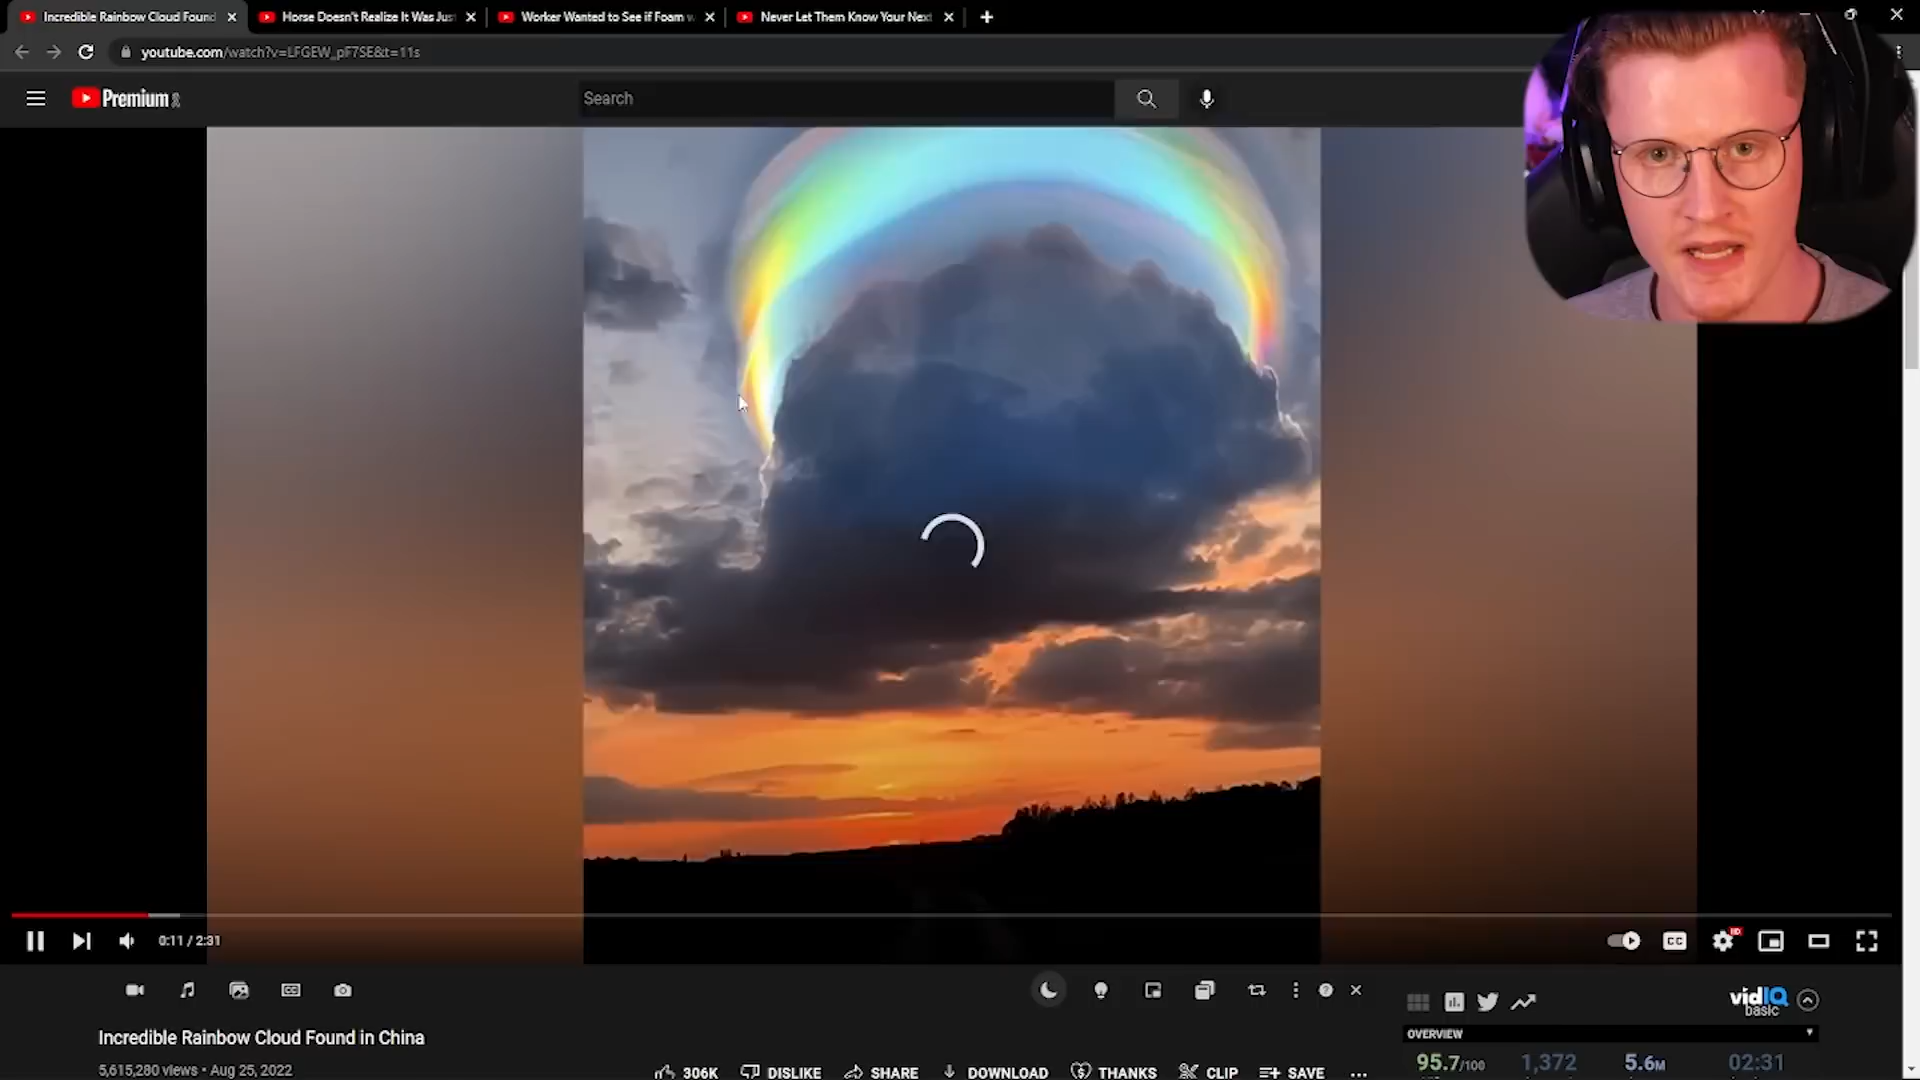 Incredible Rainbow Cloud Found
Horse Doesn't Realize It Was Jus
Worker Wanted to See if Foam w
Never Let Them Know Your Next
youtube.com/watch?v=LFGEW_pF7SE&t=11s
Premium
Search
0:11 / 2:31
CC
HD
Incredible Rainbow Cloud Found in China
5,615,280 views • Aug 25, 2022
306K
DISLIKE
SHARE
DOWNLOAD
THANKS
CLIP
SAVE
vidIQ
basic
OVERVIEW
95.7/100
1,372
5.6M
02:31